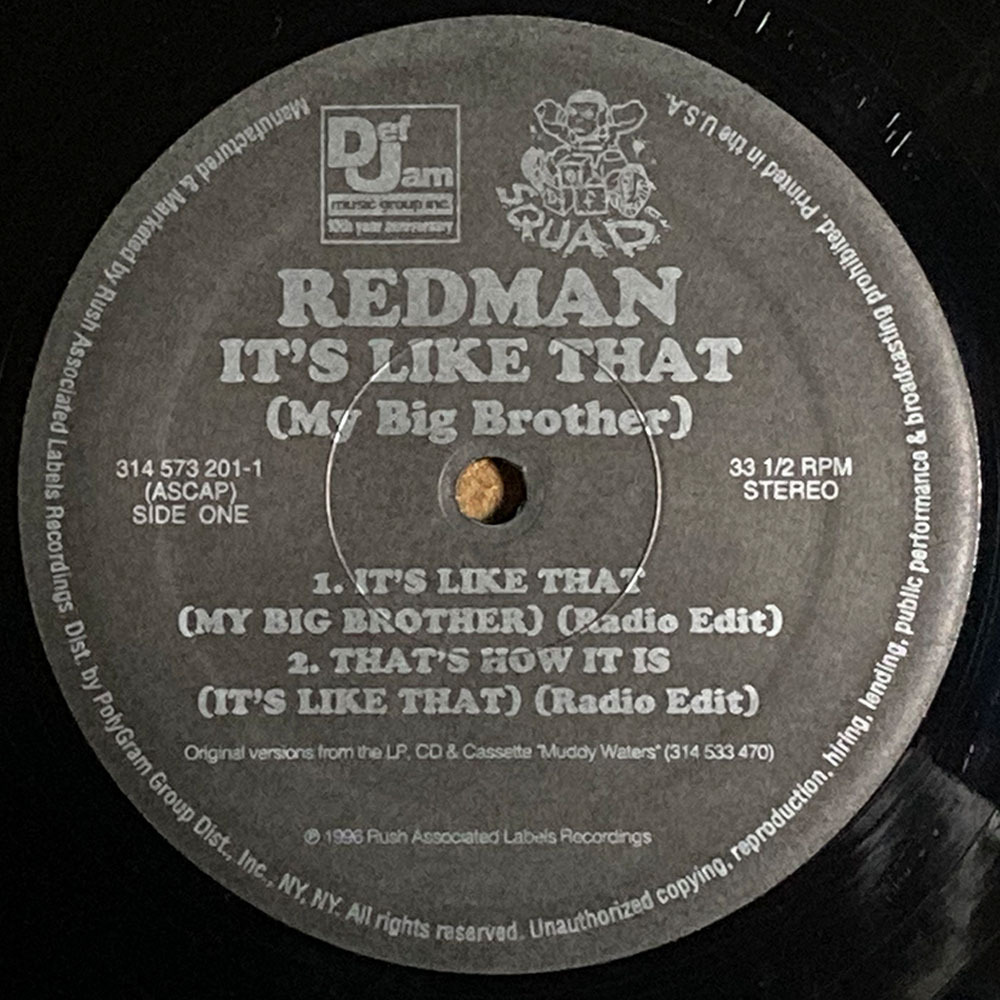 Def
Jam
music group inc.
10th year anniversary
SQUAD
REDMAN
IT'S LIKE THAT
(My Big Brother)
314 573 201-1
(ASCAP)
SIDE ONE
33 1/2 RPM
STEREO
1. IT'S LIKE THAT
(MY BIG BROTHER) (Radio Edit)
2. THAT'S HOW IT IS
(IT'S LIKE THAT) (Radio Edit)
Original versions from the LP, CD & Cassette "Muddy Waters" (314 533 470)
℗ 1996 Rush Associated Labels Recordings
Manufactured & Marketed by Rush Associated Labels Recordings. Dist. by PolyGram Group Dist., Inc., NY, NY. All rights reserved. Unauthorized copying, reproduction, hiring, lending, public performance & broadcasting prohibited. Printed in the U.S.A.